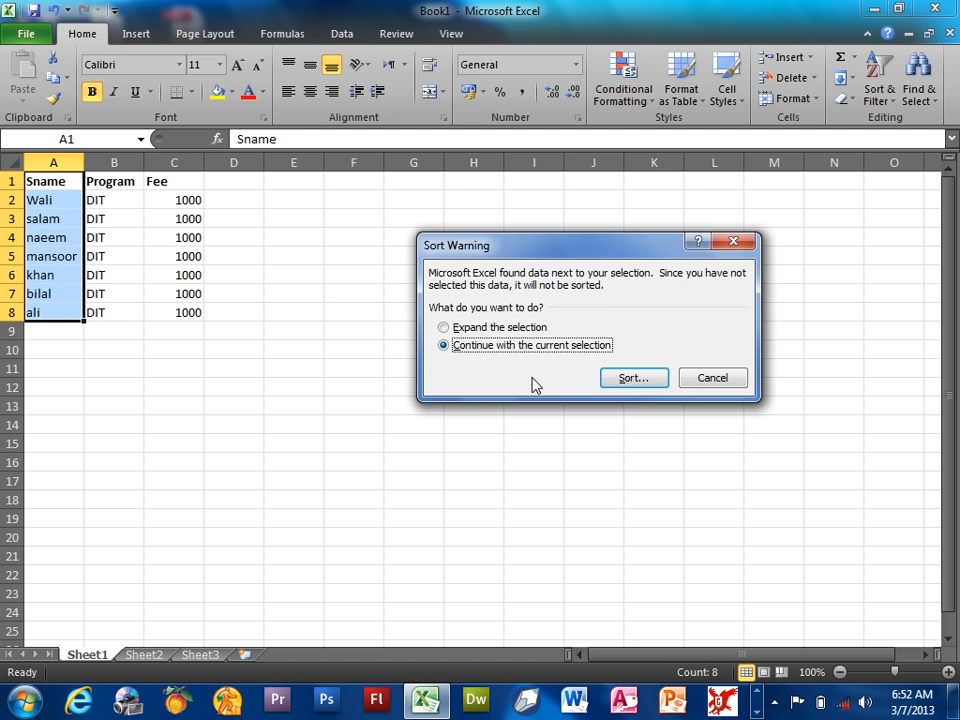 Book1 - Microsoft Excel
File Home Insert Page Layout Formulas Data Review View
Paste
Clipboard
Calibri 11
B I U A
Font
Alignment
General
% ,
Number
Conditional Formatting
Format as Table
Cell Styles
Styles
Insert
Delete
Format
Cells
Σ
Sort & Filter
Find & Select
Editing
A1 fx Sname
A B C D E F G H I J K L M N O
1 Sname Program Fee
2 Wali DIT 1000
3 salam DIT 1000
4 naeem DIT 1000
5 mansoor DIT 1000
6 khan DIT 1000
7 bilal DIT 1000
8 ali DIT 1000
9
10
11
12
13
14
15
16
17
18
19
20
21
22
23
24
25
Sort Warning
Microsoft Excel found data next to your selection. Since you have not
selected this data, it will not be sorted.
What do you want to do?
Expand the selection
Continue with the current selection
Sort... Cancel
Sheet1 Sheet2 Sheet3
Ready Count: 8 100%
Pr Ps Fl Dw
6:52 AM
3/7/2013